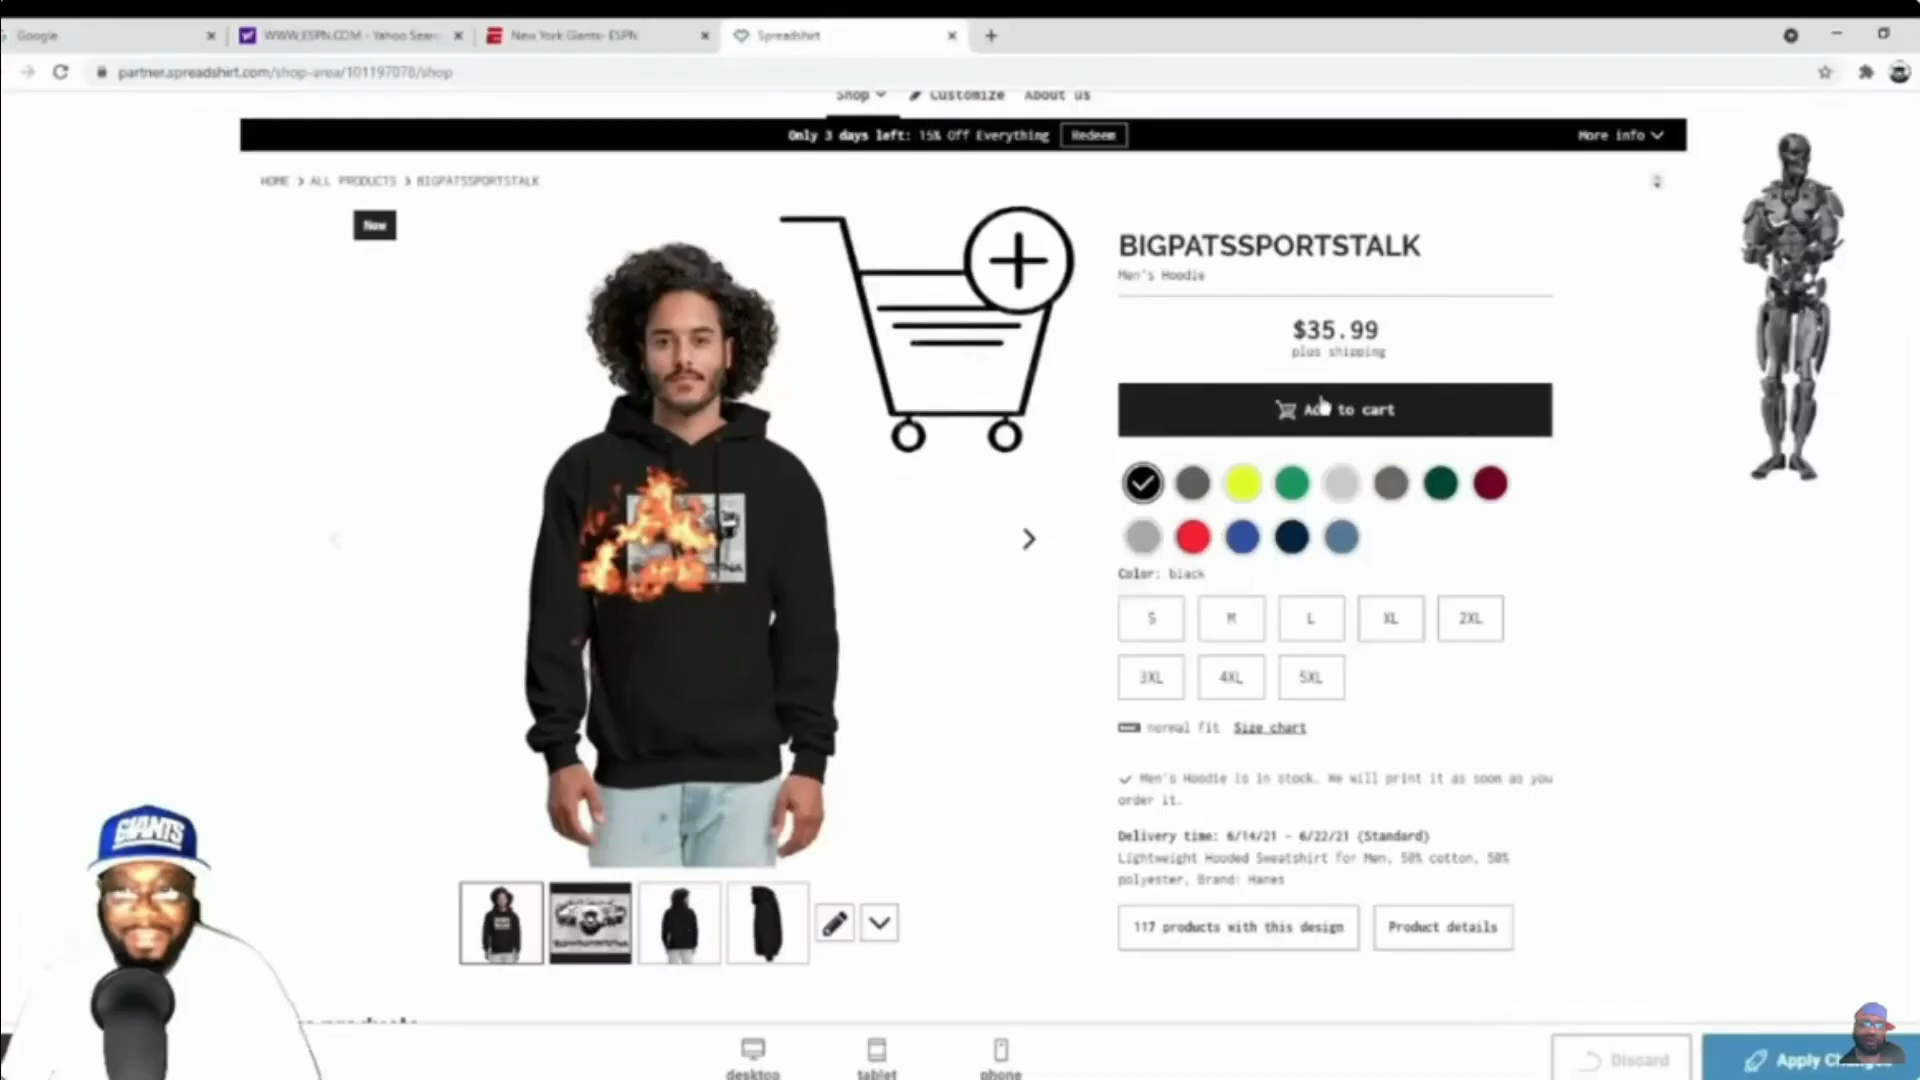 Google
WWW.ESPN.COM - Yahoo Sear
New York Giants- ESPN
Spreadshirt
partner.spreadshirt.com/shop-area/101197078/shop
Shop
Customize
About us
Only 3 days left: 15% Off Everything
Redeem
More info
HOME > ALL PRODUCTS > BIGPATSSPORTSTALK
New
BIGPATSSPORTSTALK
Men's Hoodie
$35.99
plus shipping
Add to cart
Color: black
S
M
L
XL
2XL
3XL
4XL
5XL
normal fit
Size chart
Men's Hoodie is in stock. We will print it as soon as you
order it.
Delivery time: 6/14/21 - 6/22/21 (Standard)
Lightweight Hooded Sweatshirt for Men, 50% cotton, 50%
polyester, Brand: Hanes
117 products with this design
Product details
GIANTS
desktop
tablet
phone
Discard
Apply Changes